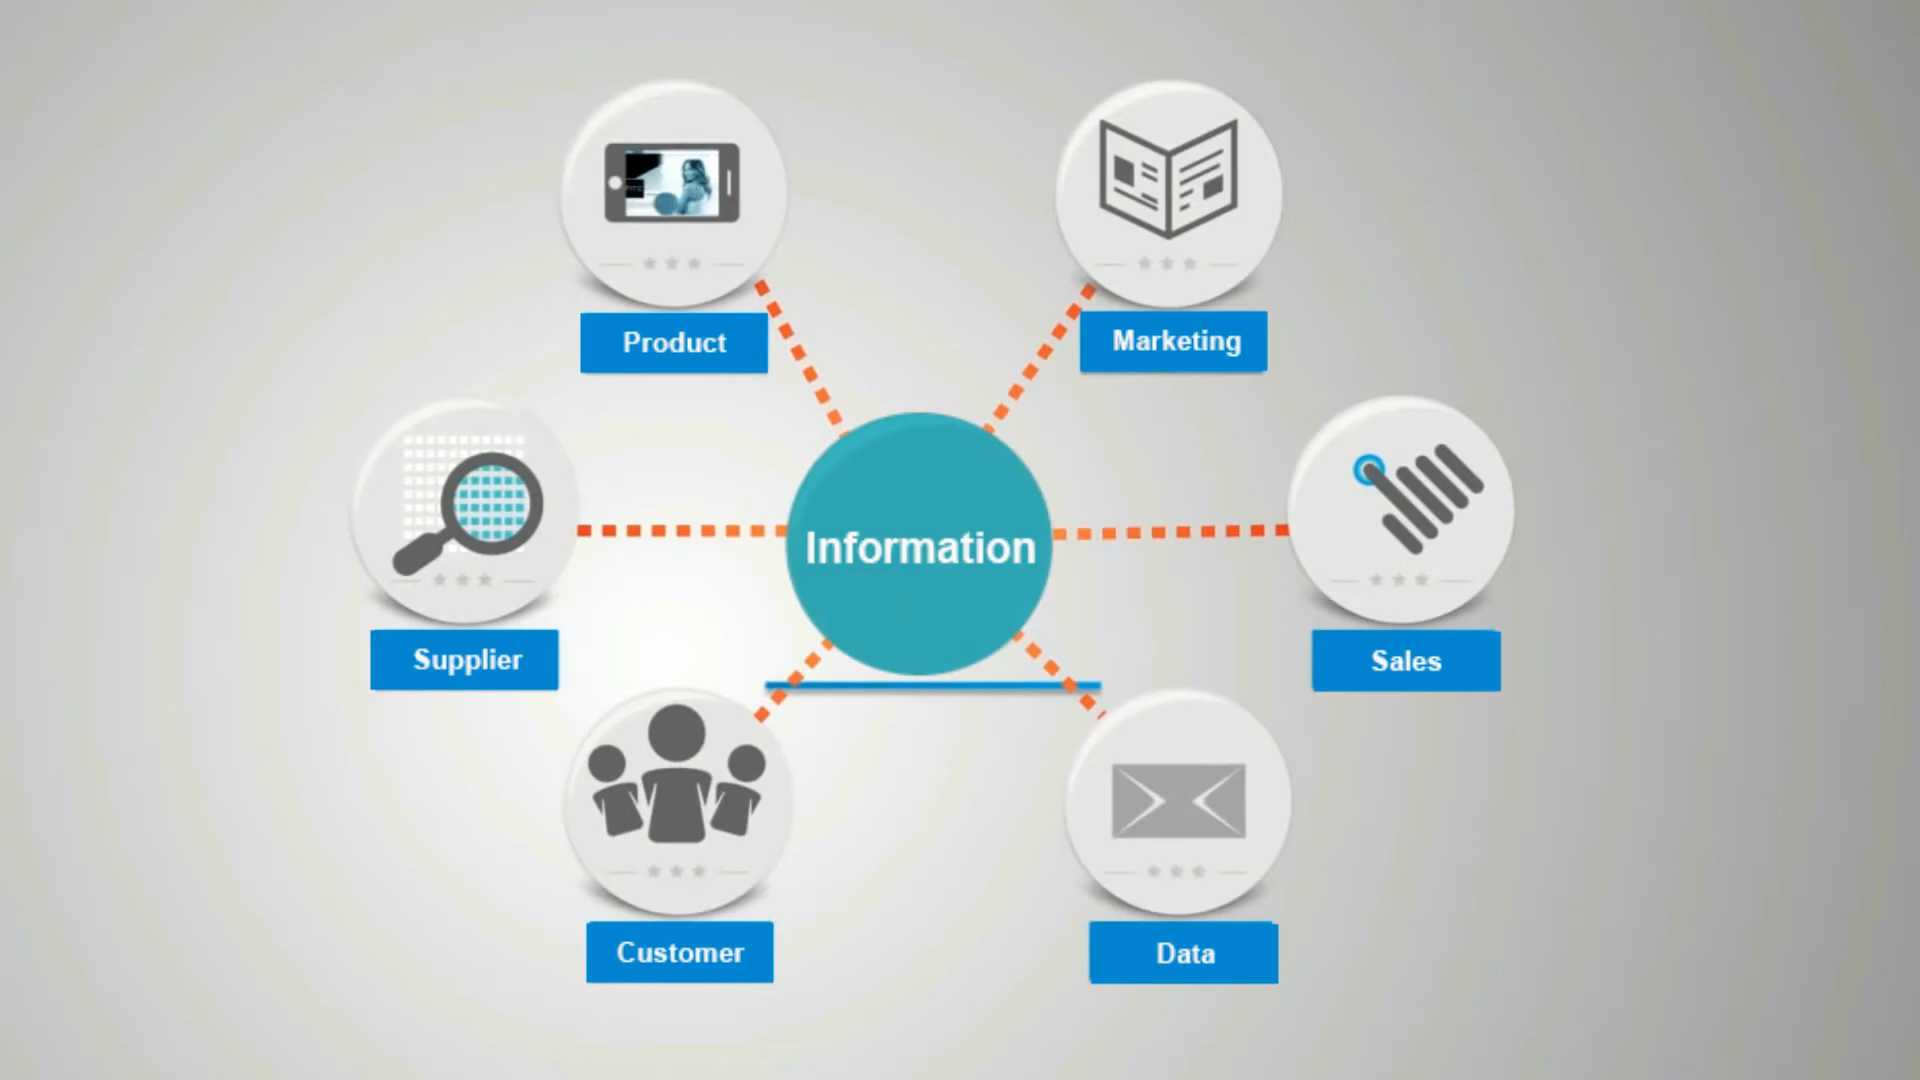 Product
Marketing
Information
Supplier
Sales
Customer
Data